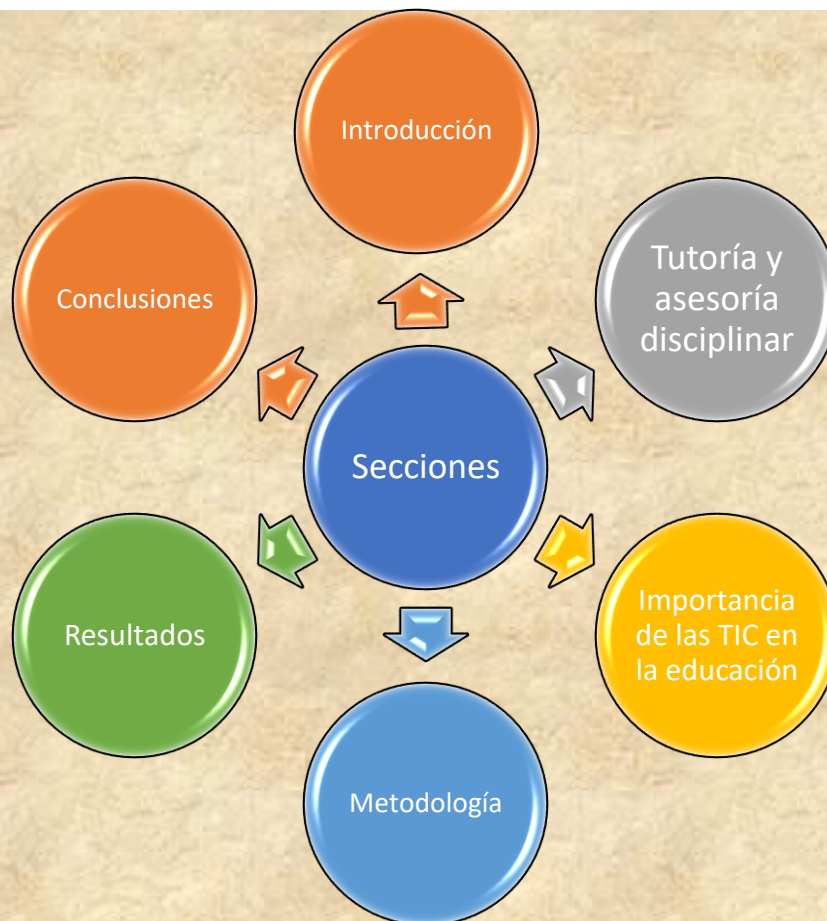 Introducción
Tutoría y
asesoría
disciplinar
Importancia
de las TIC en
la educación
Metodología
Resultados
Conclusiones
Secciones